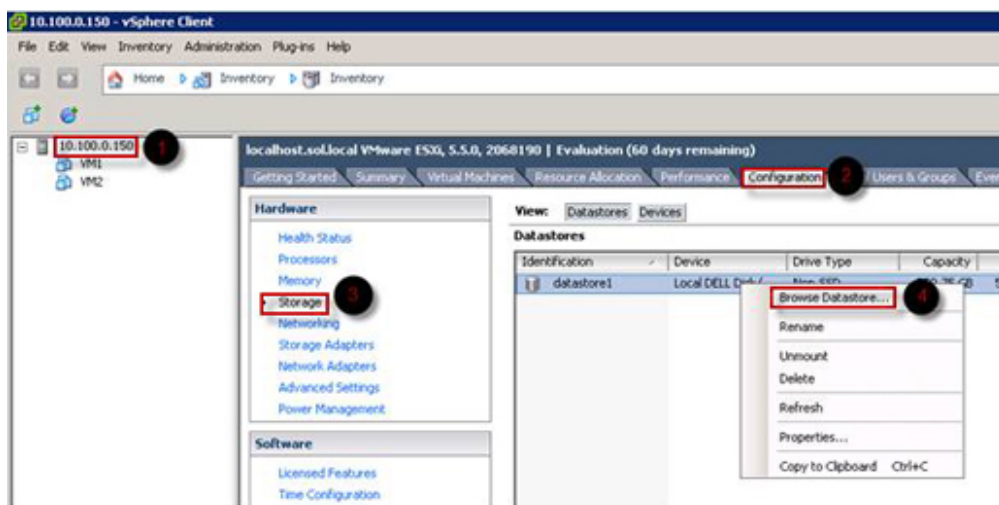 10.100.0.150 - vSphere Client
File Edit View Inventory Administration Plug-ins Help
Home Inventory Inventory
10.100.0.150 1
VM1
VM2
localhost.sol.local VMware ESXi, 5.5.0, 2068190 | Evaluation (60 days remaining)
Getting Started Summary Virtual Machines Resource Allocation Performance Configuration 2 Users & Groups
Hardware
Health Status
Processors
Memory
Storage 3
Networking
Storage Adapters
Network Adapters
Advanced Settings
Power Management
Software
Licensed Features
Time Configuration
View: Datastores Devices
Datastores
Identification Device Drive Type Capacity
datastore1 Local DELL Non-SSD GB
Browse Datastore... 4
Rename
Unmount
Delete
Refresh
Properties...
Copy to Clipboard Ctrl+C